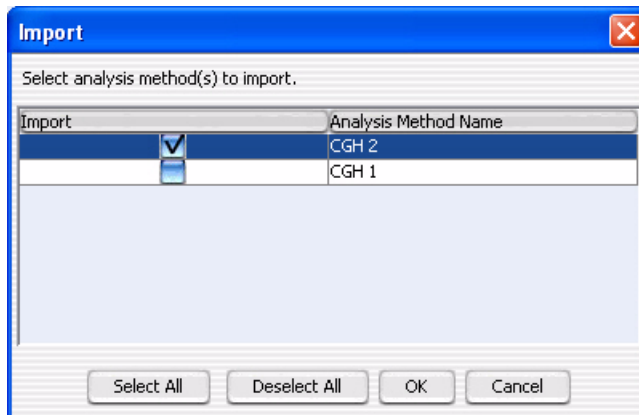 Import
Select analysis method(s) to import.
Import Analysis Method Name
CGH 2
CGH 1
Select All Deselect All OK Cancel